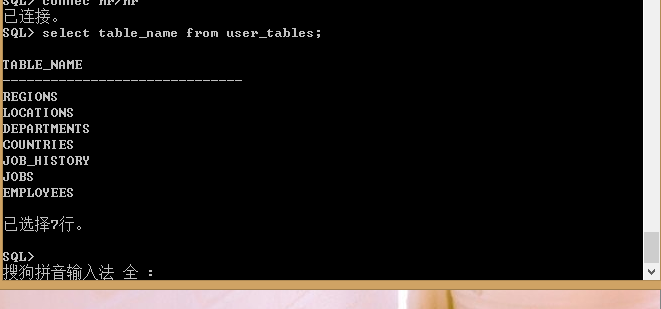 已连接。
SQL> select table_name from user_tables;
TABLE_NAME
------------------------------
REGIONS
LOCATIONS
DEPARTMENTS
COUNTRIES
JOB_HISTORY
JOBS
EMPLOYEES
已选择7行。
SQL>
搜狗拼音输入法 全 :